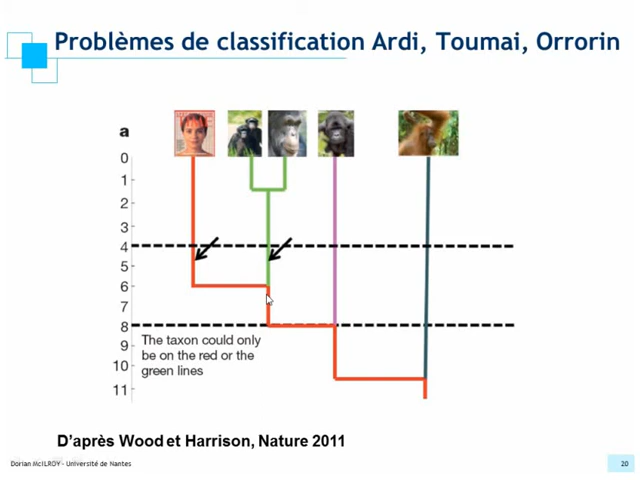 Problèmes de classification Ardi, Toumai, Orrorin
a
0
1
2
3
4
5
6
7
8
9
10
11
The taxon could only
be on the red or the
green lines
D'après Wood et Harrison, Nature 2011
Dorian McILROY - Université de Nantes
20